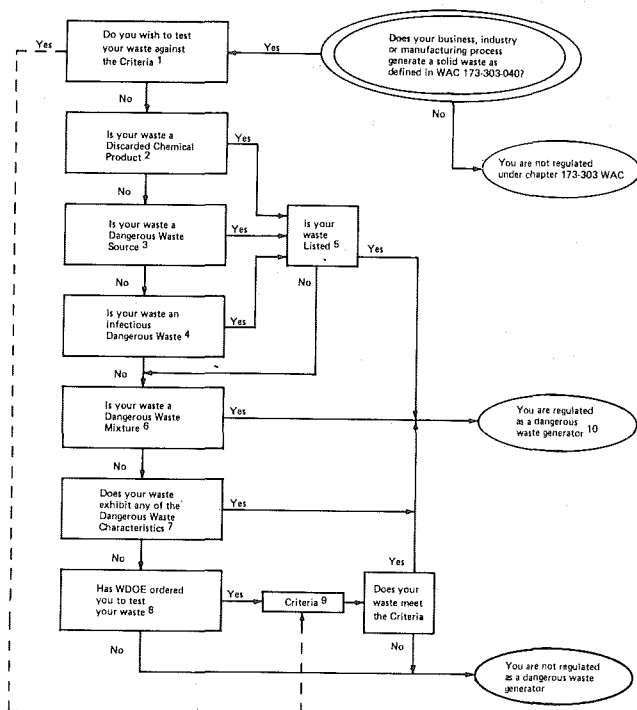 Does your business, industry
or manufacturing process
generate a solid waste as
defined in WAC 173-303-040?
Yes
No
You are not regulated
under chapter 173-303 WAC
Yes
Do you wish to test
your waste against
the Criteria 1
No
Is your waste a
Discarded Chemical
Product 2
Yes
No
Is your waste a
Dangerous Waste
Source 3
Yes
No
Is your waste an
infectious
Dangerous Waste 4
Yes
No
Is your
waste
Listed 5
Yes
No
Is your waste a
Dangerous Waste
Mixture 6
Yes
No
You are regulated
as a dangerous
waste generator 10
Does your waste
exhibit any of the
Dangerous Waste
Characteristics 7
Yes
No
Has WDOE ordered
you to test
your waste 8
Yes
No
Criteria 9
Does your
waste meet
the Criteria
Yes
No
You are not regulated
as a dangerous waste
generator